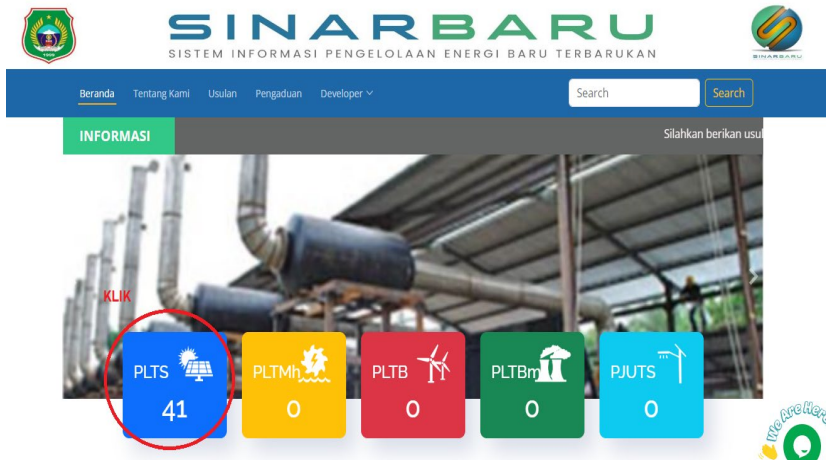 SINARBARU
SISTEM INFORMASI PENGELOLAAN ENERGI BARU TERBARUKAN
SINARBARU
Beranda Tentang Kami Usulan Pengaduan Developer Search Search
INFORMASI Silahkan berikan usul
KLIK
PLTS PLTMh PLTB PLTBm PJUTS
41 0 0 0 0
We Are Here